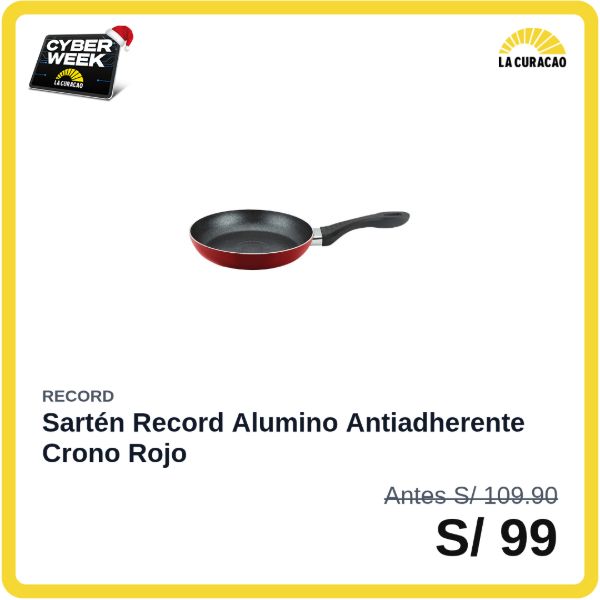 CYBER
WEEK
LA CURACAO
LA CURACAO
RECORD
Sartén Record Alumino Antiadherente
Crono Rojo
Antes S/ 109.90
S/ 99